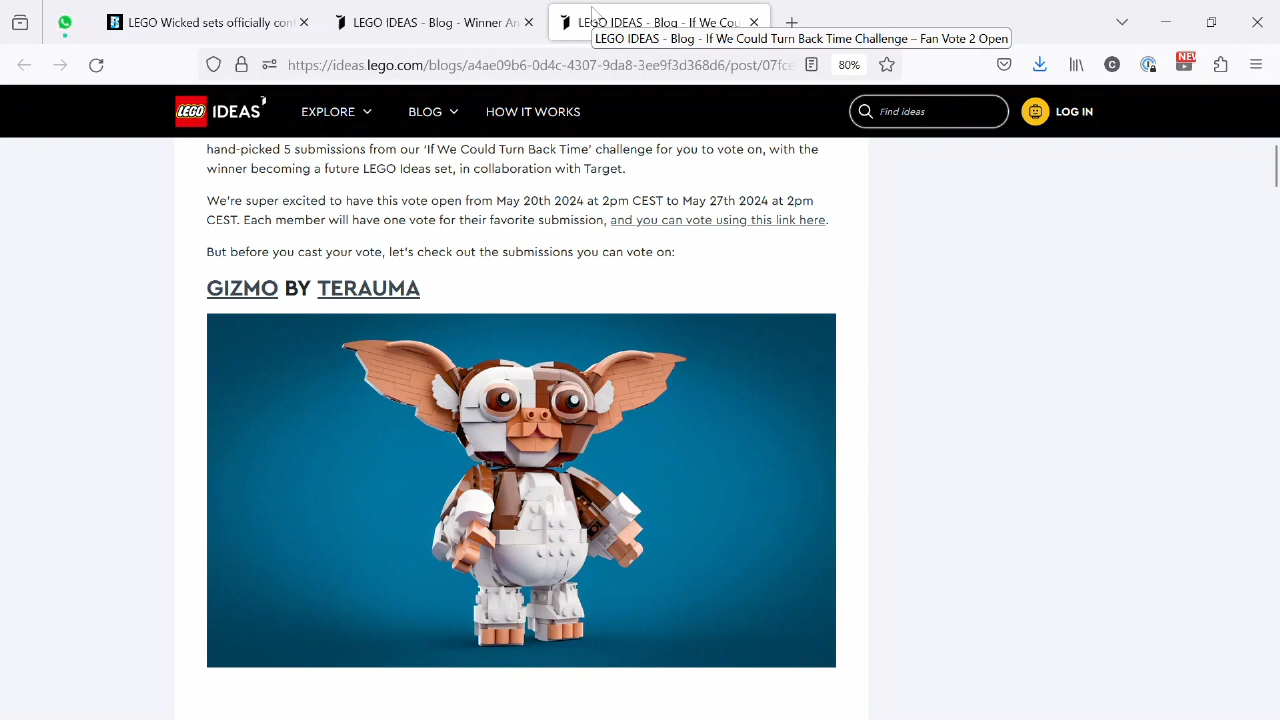 LEGO Wicked sets officially con
LEGO IDEAS - Blog - Winner An
LEGO IDEAS - Blog - If We Cou
LEGO IDEAS - Blog - If We Could Turn Back Time Challenge – Fan Vote 2 Open
https://ideas.lego.com/blogs/a4ae09b6-0d4c-4307-9da8-3ee9f3d368d6/post/07fce
80%
C
NEW
LEGO IDEAS
EXPLORE
BLOG
HOW IT WORKS
Find ideas
LOG IN
hand-picked 5 submissions from our ‘If We Could Turn Back Time’ challenge for you to vote on, with the
winner becoming a future LEGO Ideas set, in collaboration with Target.
We’re super excited to have this vote open from May 20th 2024 at 2pm CEST to May 27th 2024 at 2pm
CEST. Each member will have one vote for their favorite submission, and you can vote using this link here.
But before you cast your vote, let’s check out the submissions you can vote on:
GIZMO BY TERAUMA